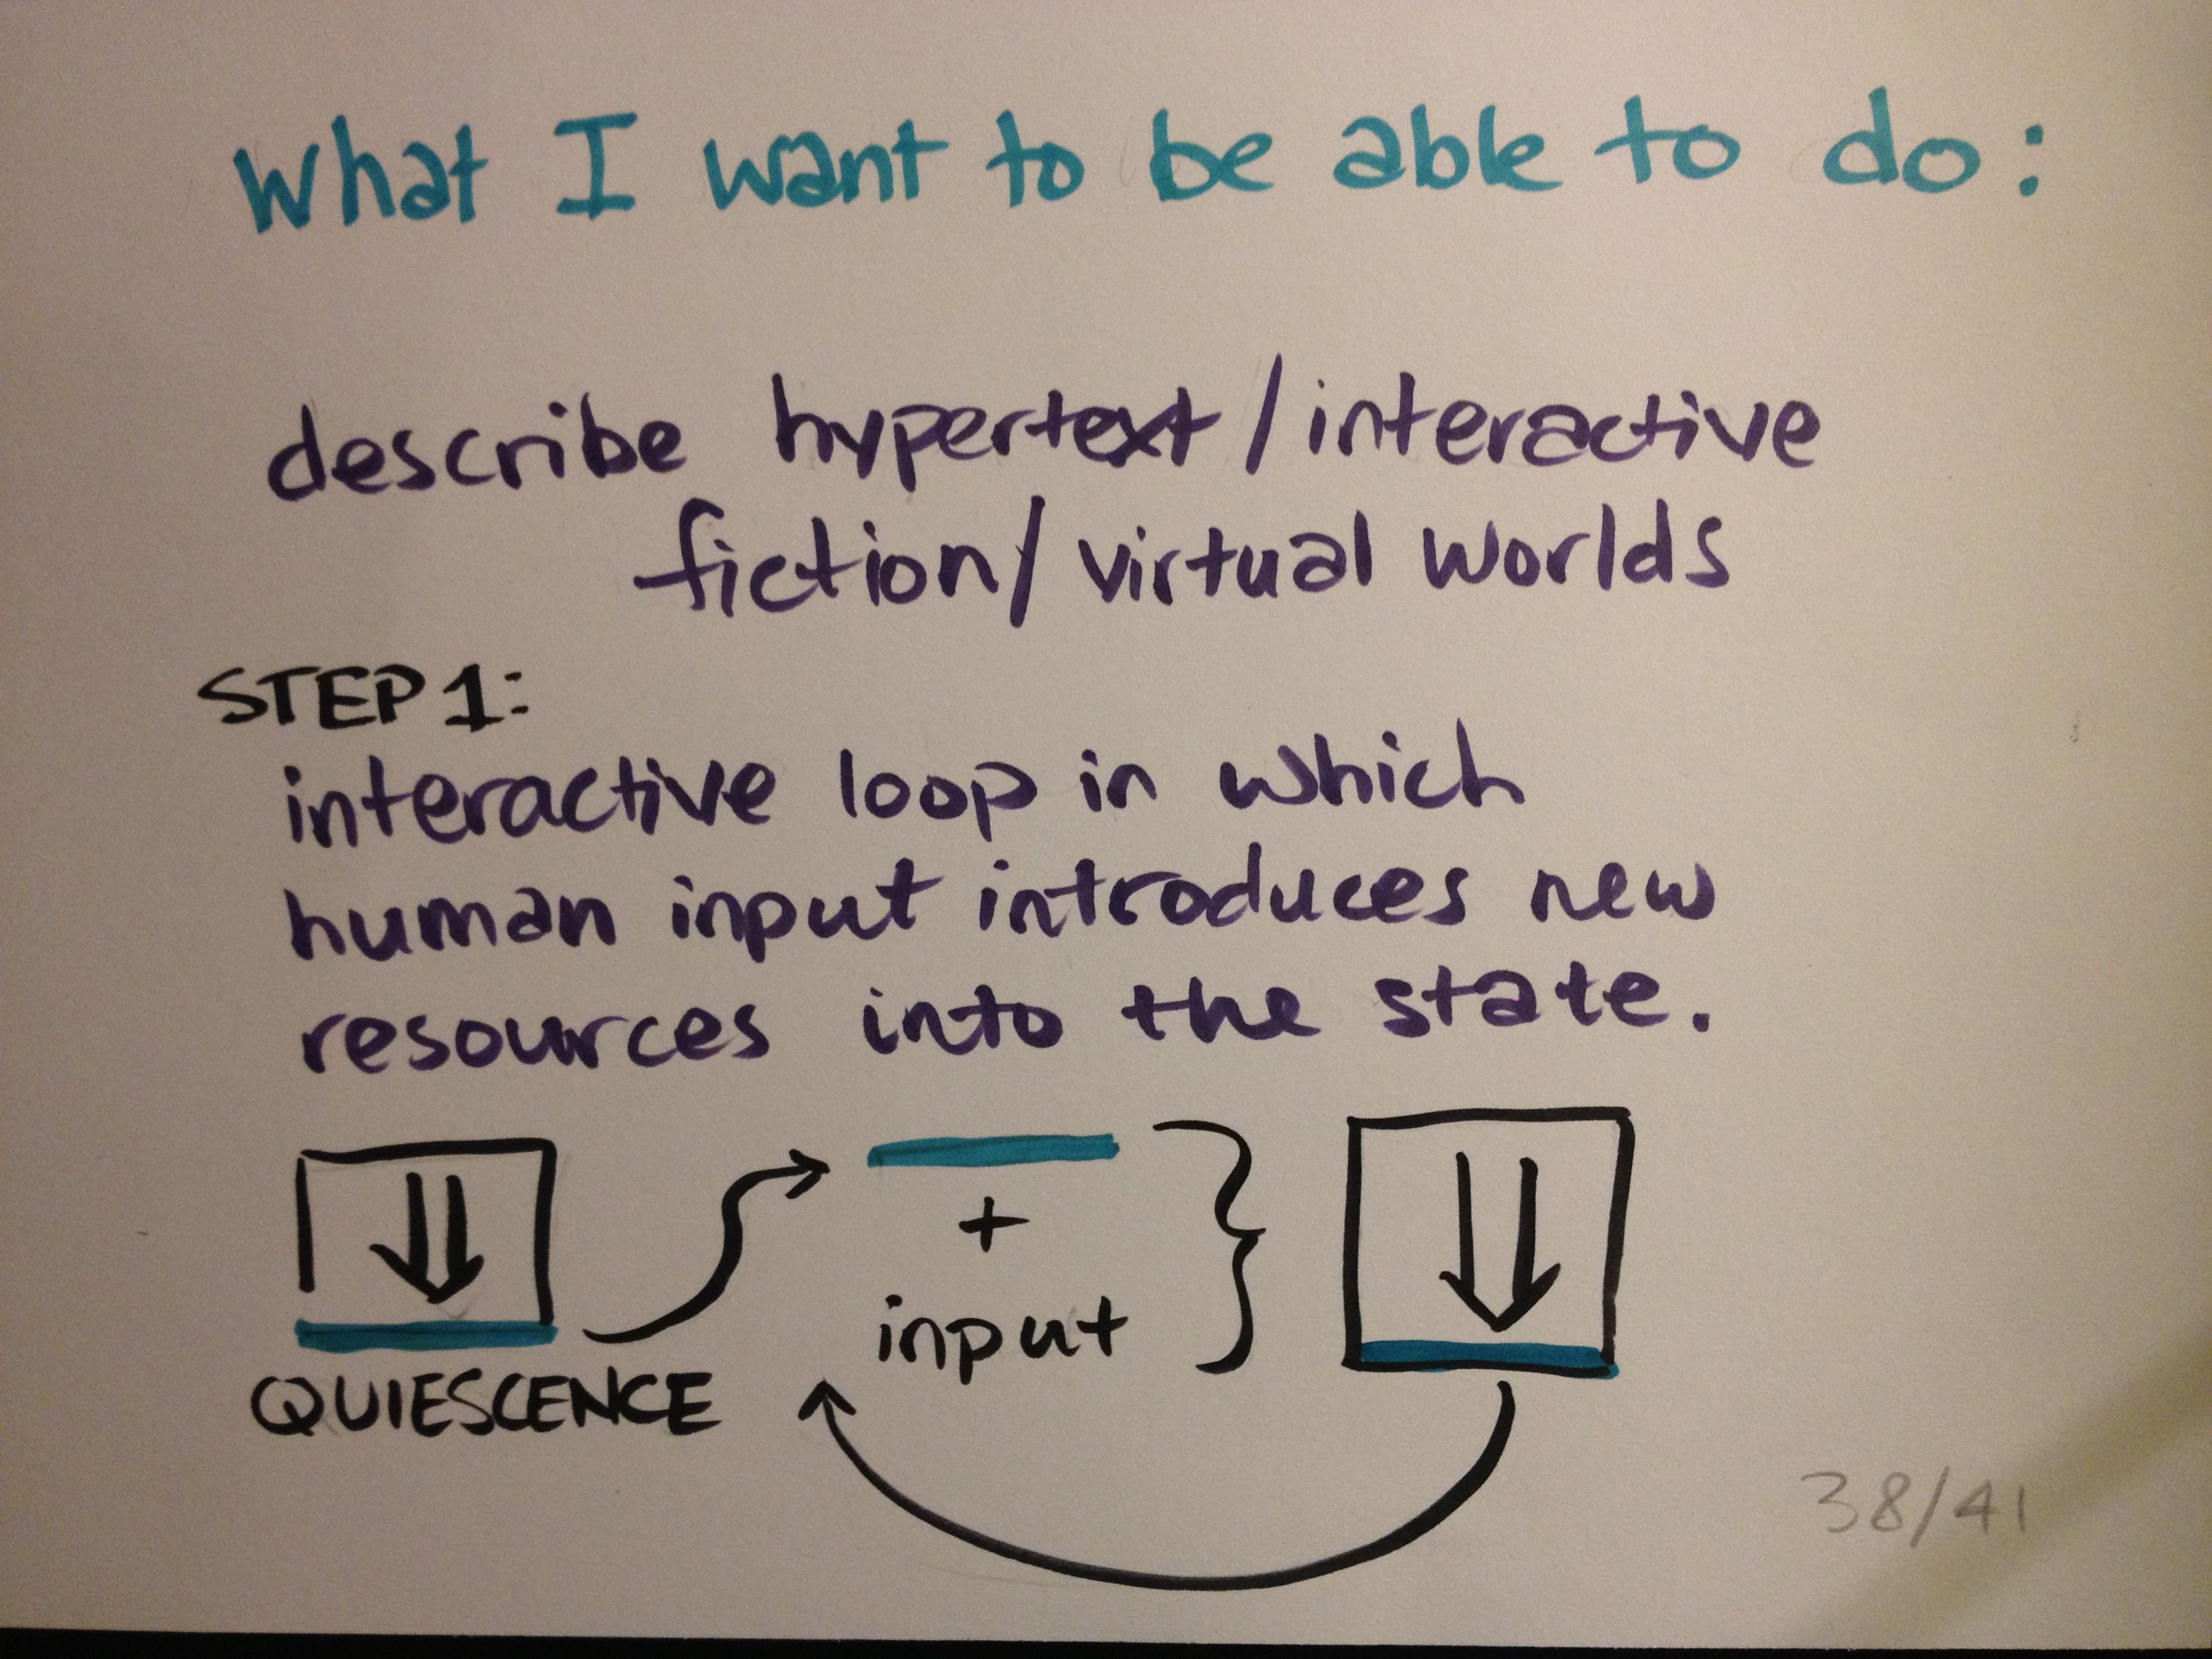 What I want to be able to do:
describe hypertext/interactive
fiction/virtual worlds
STEP 1:
interactive loop in which
human input introduces new
resources into the state.
+
input
QUIESCENCE
38/41